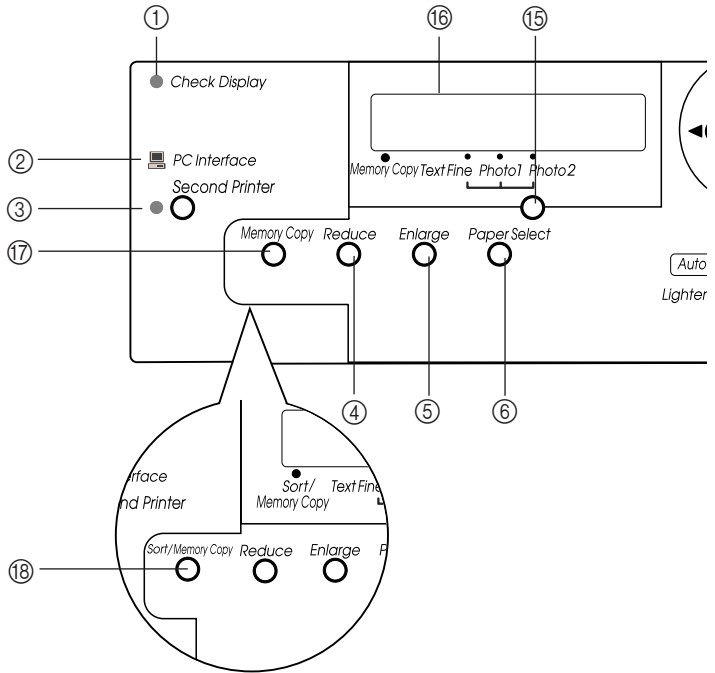 ① ⑯ ⑮
Check Display
② PC Interface
Memory Copy Text Fine Photo1 Photo2
Second Printer
③
⑰ Memory Copy Reduce Enlarge Paper Select
Auto
Lighter
④ ⑤ ⑥
erface
Sort/ Text Fine
nd Printer Memory Copy
Sort/Memory Copy Reduce Enlarge P
⑱